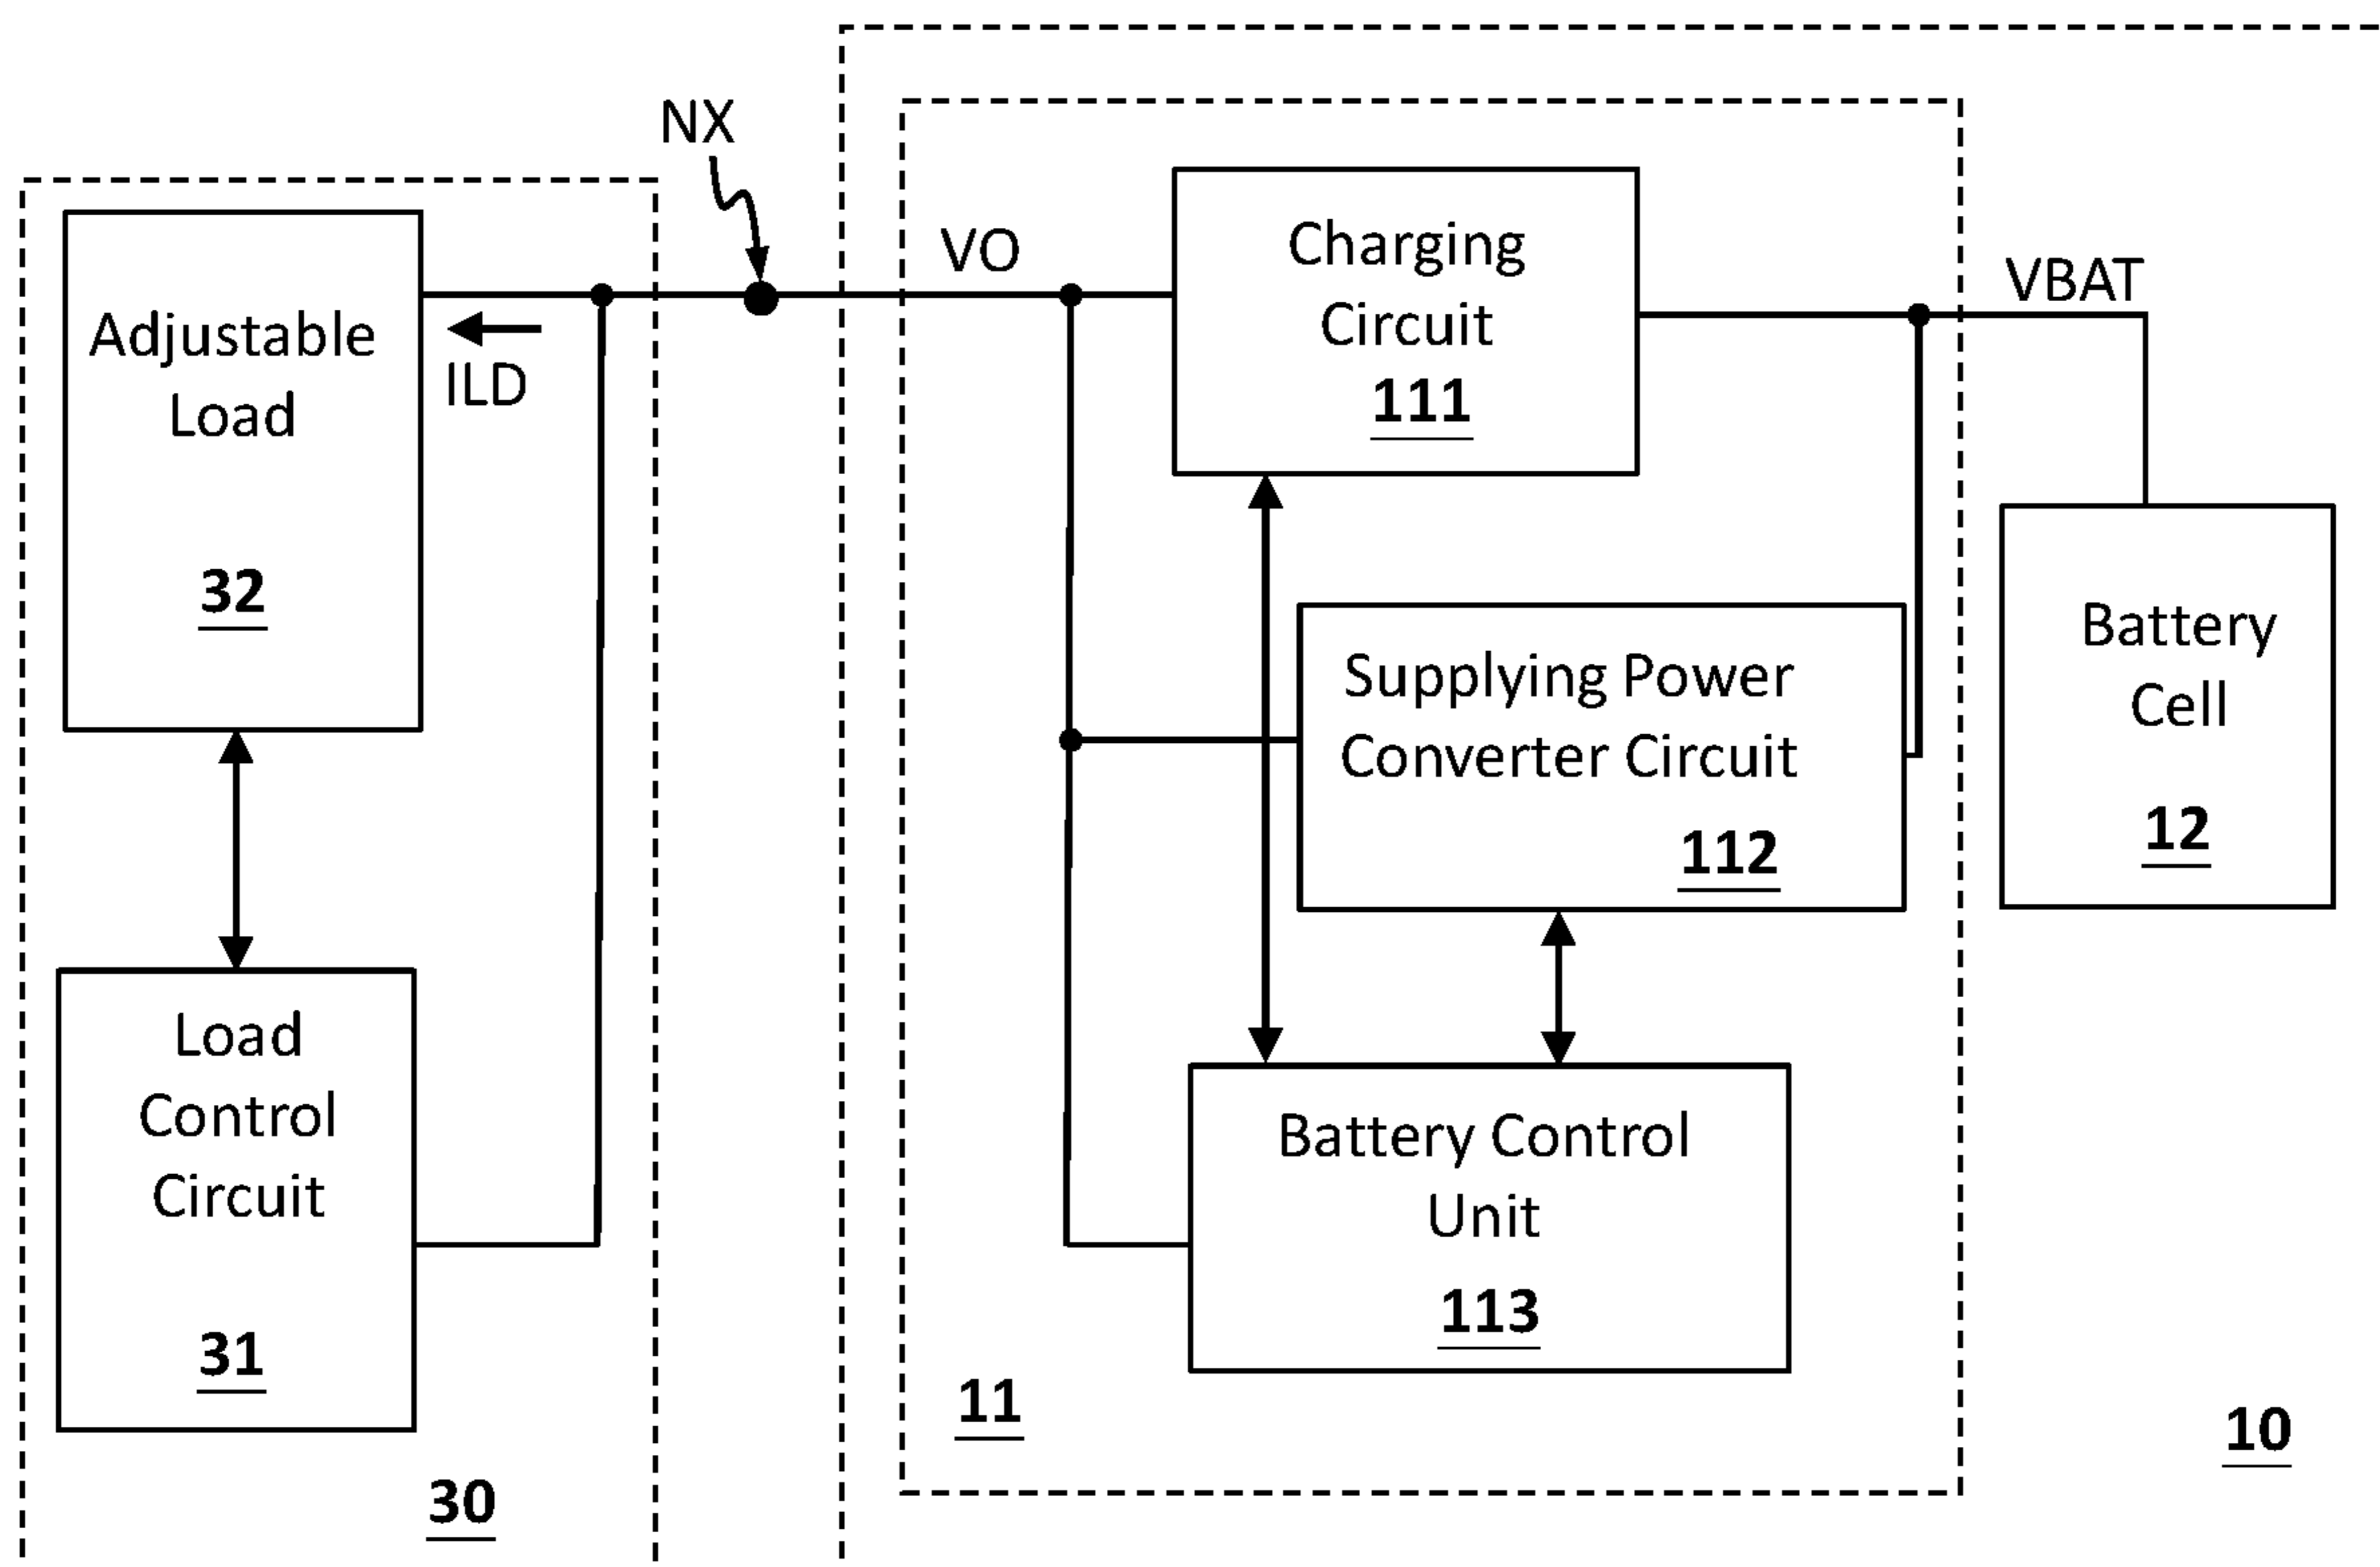 NX
VO
Charging
Circuit
111
VBAT
Adjustable
Load
32
ILD
Supplying Power
Converter Circuit
112
Battery
Cell
12
Load
Control
Circuit
31
Battery Control
Unit
113
11
10
30